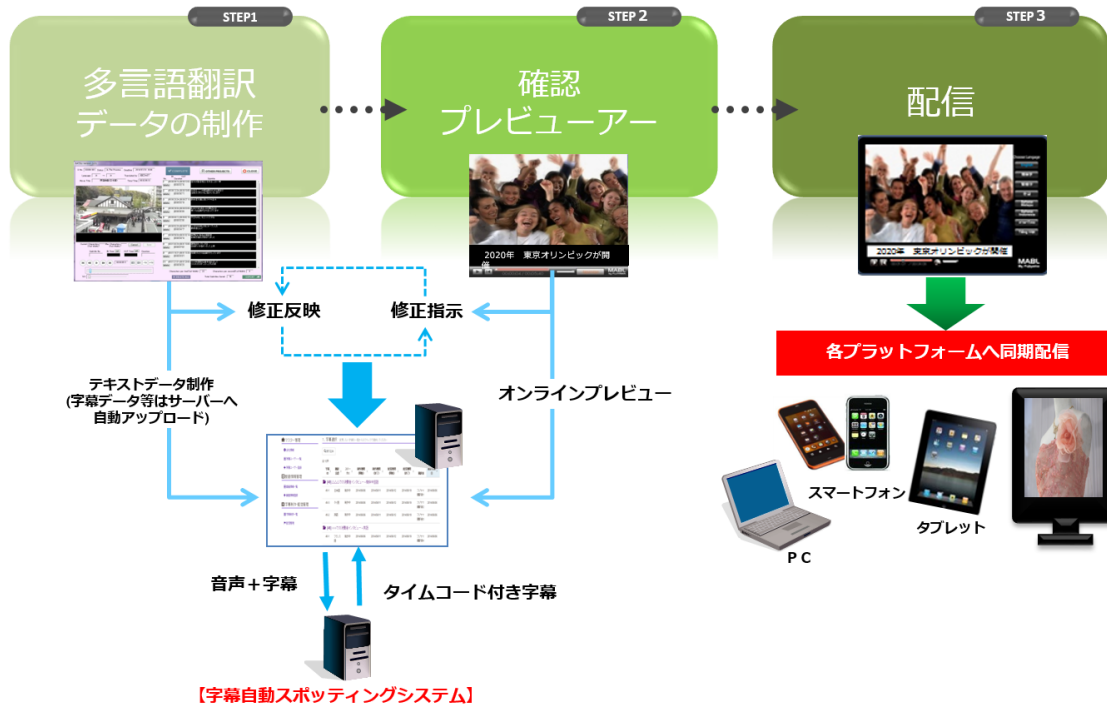 STEP1
多言語翻訳
データの制作
STEP 2
確認
プレビューアー
2020年 東京オリンピックが開
催
MABL
STEP 3
配信
2020年 東京オリンピックが開催
MABL
修正反映
修正指示
テキストデータ制作
(字幕データ等はサーバーへ
自動アップロード)
オンラインプレビュー
音声＋字幕
タイムコード付き字幕
【字幕自動スポッティングシステム】
各プラットフォームへ同期配信
スマートフォン
タブレット
ＰＣ